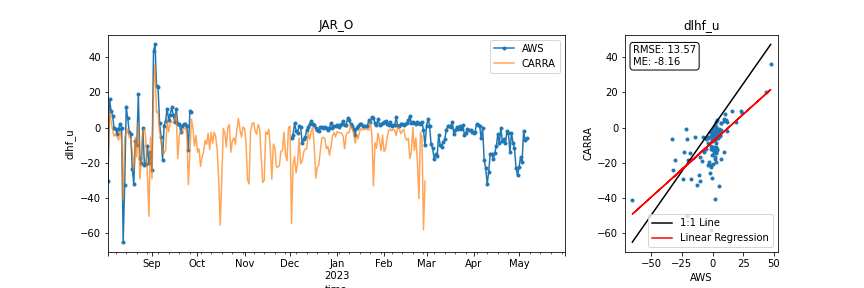 JAR_O
dlhf_u
40
20
0
−20
−40
−60
dlhf_u
AWS
CARRA
Sep
Oct
Nov
Dec
Jan
Feb
Mar
Apr
May
2023
time
dlhf_u
RMSE: 13.57
ME: -8.16
40
20
0
−20
−40
−60
CARRA
1:1 Line
Linear Regression
−50
−25
0
25
50
AWS